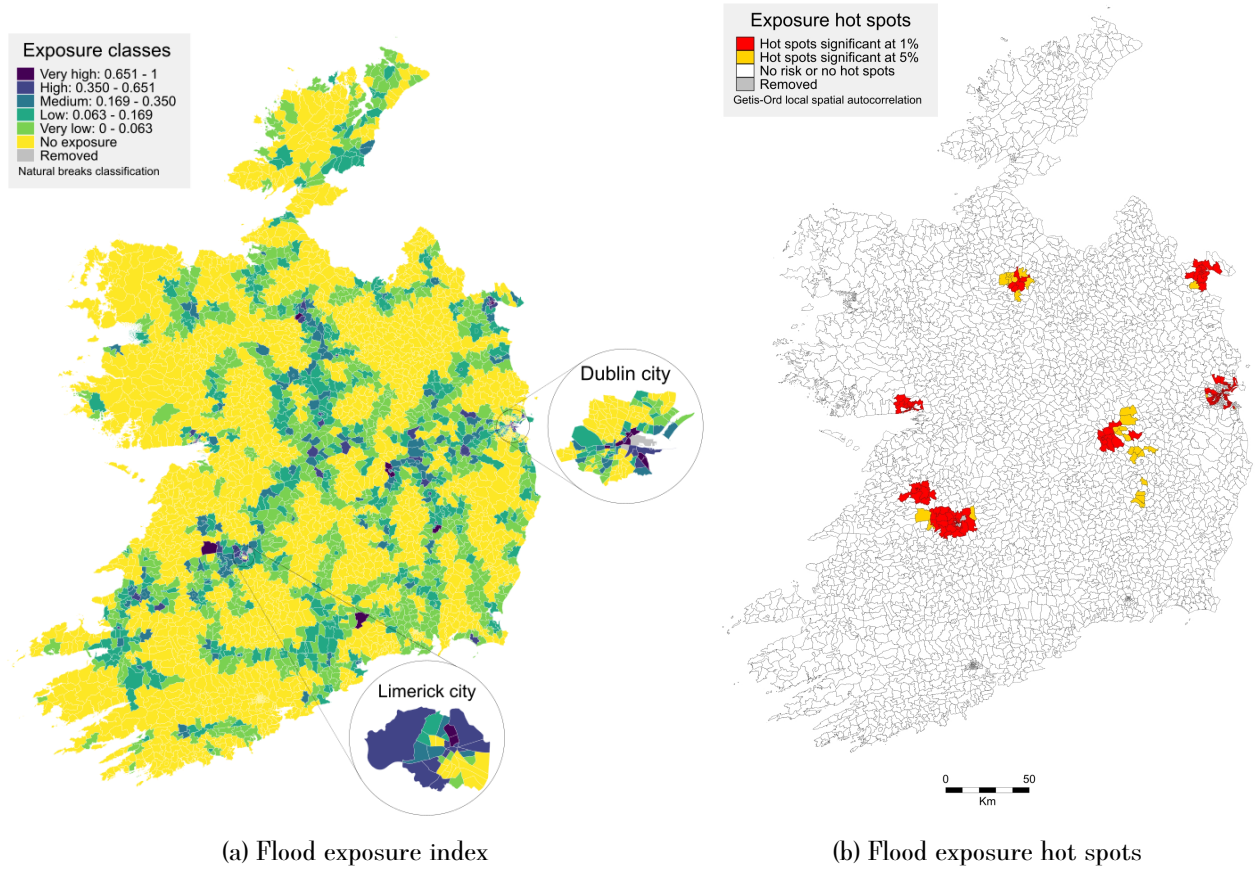 Exposure classes
Very high: 0.651 - 1
High: 0.350 - 0.651
Medium: 0.169 - 0.350
Low: 0.063 - 0.169
Very low: 0 - 0.063
No exposure
Removed
Natural breaks classification
Dublin city
Limerick city
(a) Flood exposure index
Exposure hot spots
Hot spots significant at 1%
Hot spots significant at 5%
No risk or no hot spots
Removed
Getis-Ord local spatial autocorrelation
0 50
Km
(b) Flood exposure hot spots